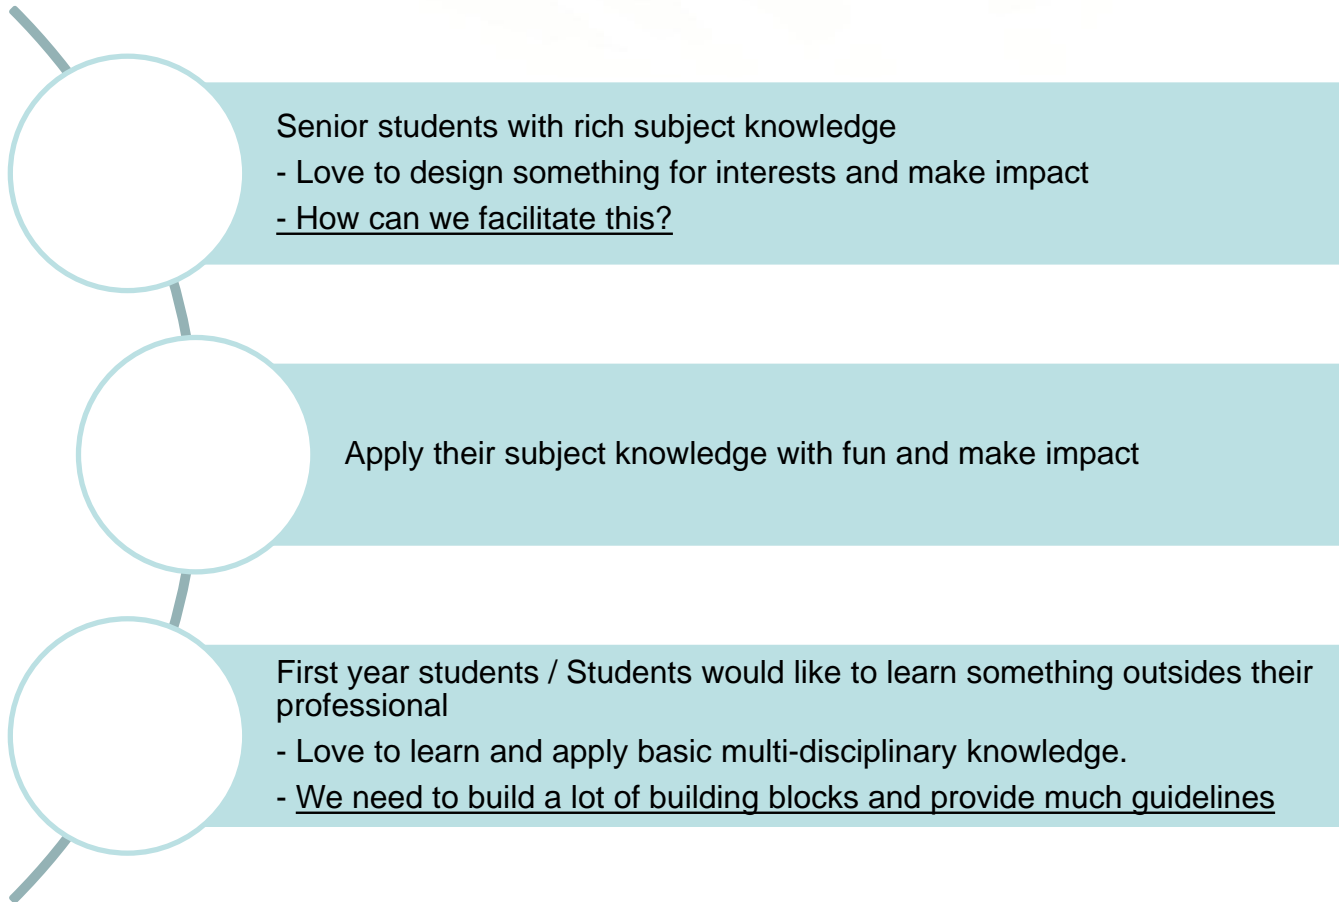 Senior students with rich subject knowledge
- Love to design something for interests and make impact
- How can we facilitate this?
Apply their subject knowledge with fun and make impact
First year students / Students would like to learn something outsides their
professional
- Love to learn and apply basic multi-disciplinary knowledge.
- We need to build a lot of building blocks and provide much guidelines